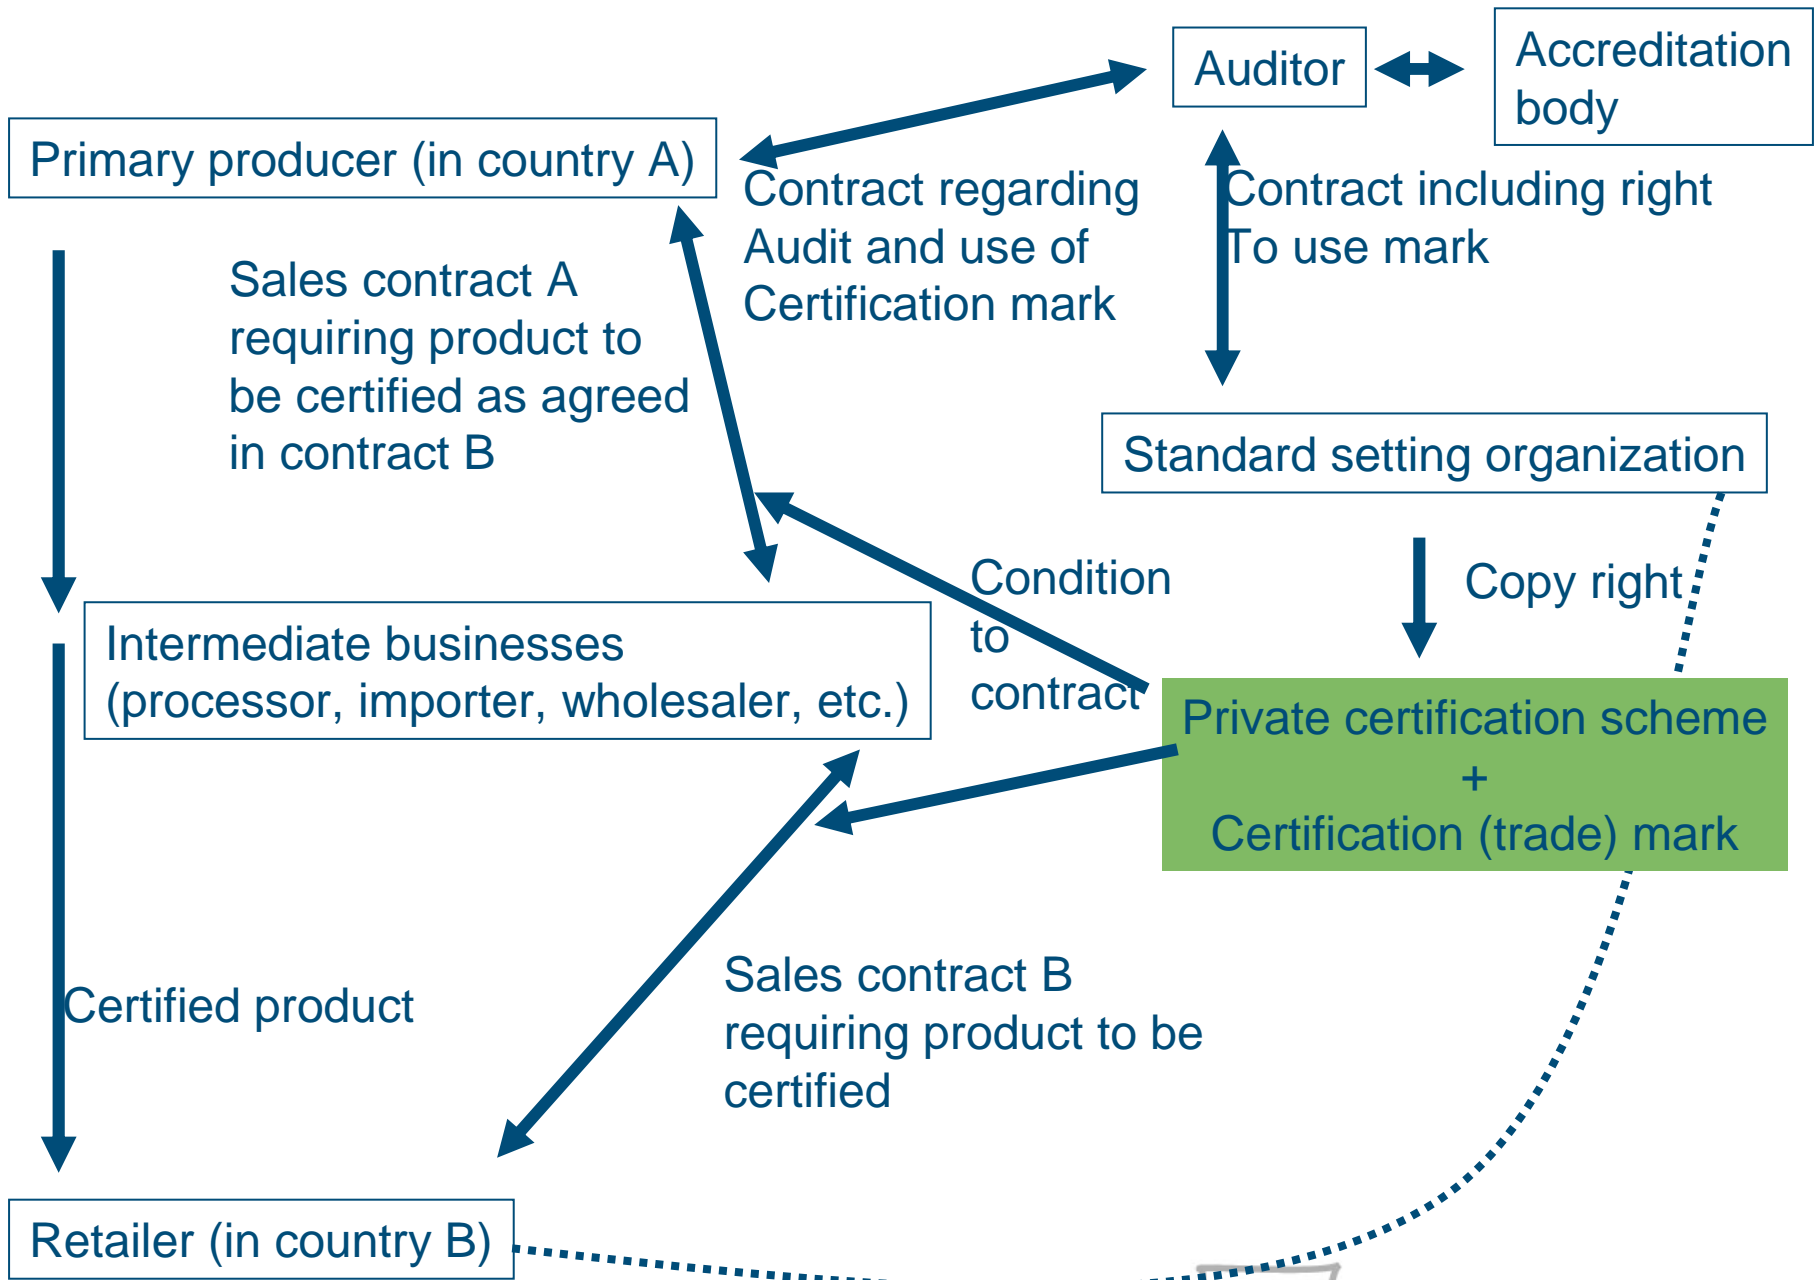 Auditor
Accreditation
body
Primary producer (in country A)
Contract regarding
Audit and use of
Certification mark
Contract including right
To use mark
Sales contract A
requiring product to
be certified as agreed
in contract B
Standard setting organization
Condition
to
contract
Copy right
Intermediate businesses
(processor, importer, wholesaler, etc.)
Private certification scheme
+
Certification (trade) mark
Certified product
Sales contract B
requiring product to be
certified
Retailer (in country B)